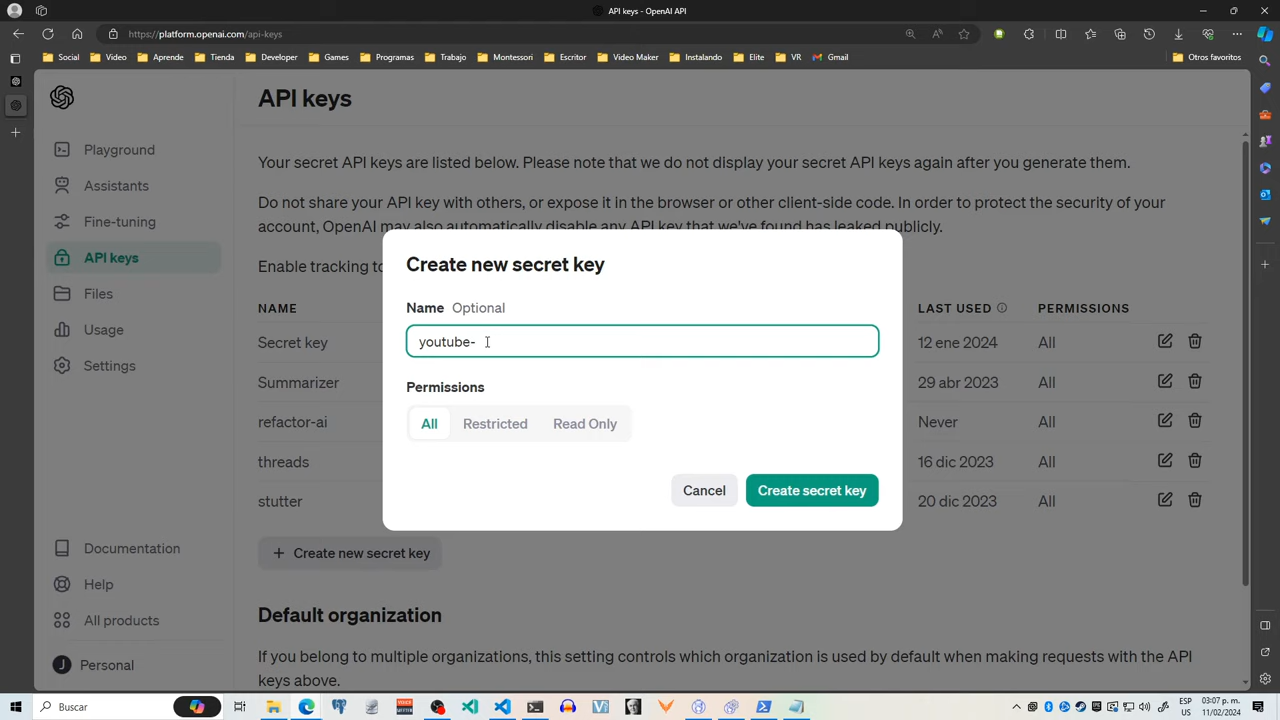 API keys - OpenAI API
https://platform.openai.com/api-keys
Social Video Aprende Tienda Developer Games Programas Trabajo Montessori Escritor Video Maker Instalando Elite VR Gmail Otros favoritos
API keys
Playground
Assistants
Fine-tuning
API keys
Files
Usage
Settings
Documentation
Help
All products
J Personal
Your secret API keys are listed below. Please note that we do not display your secret API keys again after you generate them.
Do not share your API key with others, or expose it in the browser or other client-side code. In order to protect the security of your
account, OpenAI may also automatically disable any API key that we've found has leaked publicly.
Enable tracking to
NAME LAST USED PERMISSIONS
Secret key 12 ene 2024 All
Summarizer 29 abr 2023 All
refactor-ai Never All
threads 16 dic 2023 All
stutter 20 dic 2023 All
+ Create new secret key
Create new secret key
Name Optional
youtube-
Permissions
All Restricted Read Only
Cancel Create secret key
Default organization
If you belong to multiple organizations, this setting controls which organization is used by default when making requests with the API
keys above.
Buscar
ESP 03:07 p. m.
US 11/02/2024